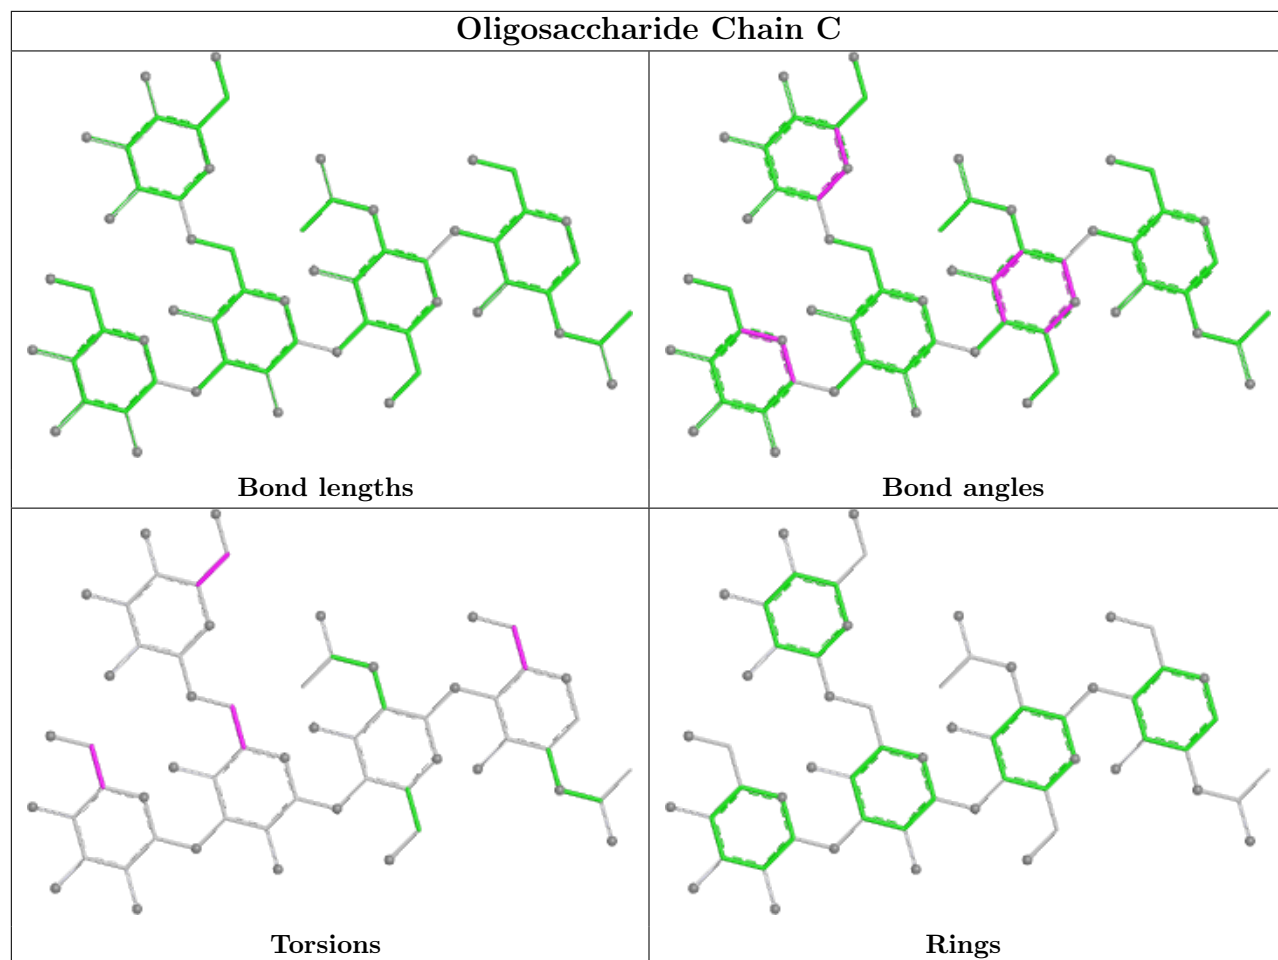 Oligosaccharide Chain C
Bond lengths
Bond angles
Torsions
Rings